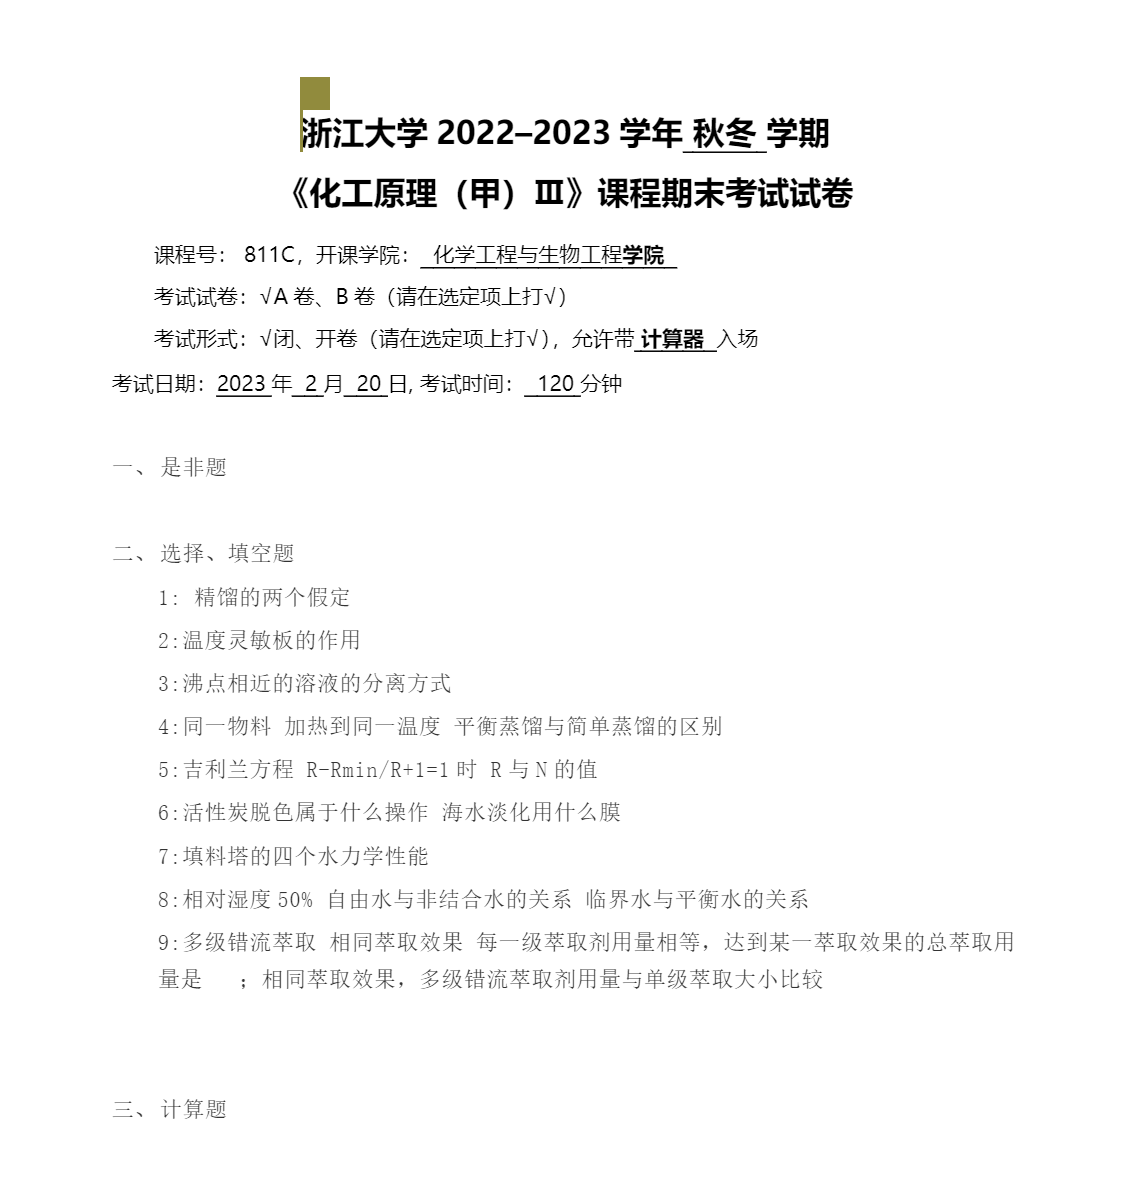 浙江大学 2022–2023 学年 秋冬 学期
《化工原理（甲）Ⅲ》课程期末考试试卷
课程号： 811C，开课学院： 化学工程与生物工程学院
考试试卷：√A 卷、B 卷（请在选定项上打√）
考试形式：√闭、开卷（请在选定项上打√），允许带 计算器 入场
考试日期： 2023 年 2 月 20 日, 考试时间： 120 分钟
一、 是非题
二、 选择、填空题
1: 精馏的两个假定
2:温度灵敏板的作用
3:沸点相近的溶液的分离方式
4:同一物料 加热到同一温度 平衡蒸馏与简单蒸馏的区别
5:吉利兰方程 R-Rmin/R+1=1 时 R 与 N 的值
6:活性炭脱色属于什么操作 海水淡化用什么膜
7:填料塔的四个水力学性能
8:相对湿度 50% 自由水与非结合水的关系 临界水与平衡水的关系
9:多级错流萃取 相同萃取效果 每一级萃取剂用量相等，达到某一萃取效果的总萃取用
量是 ；相同萃取效果，多级错流萃取剂用量与单级萃取大小比较
三、 计算题